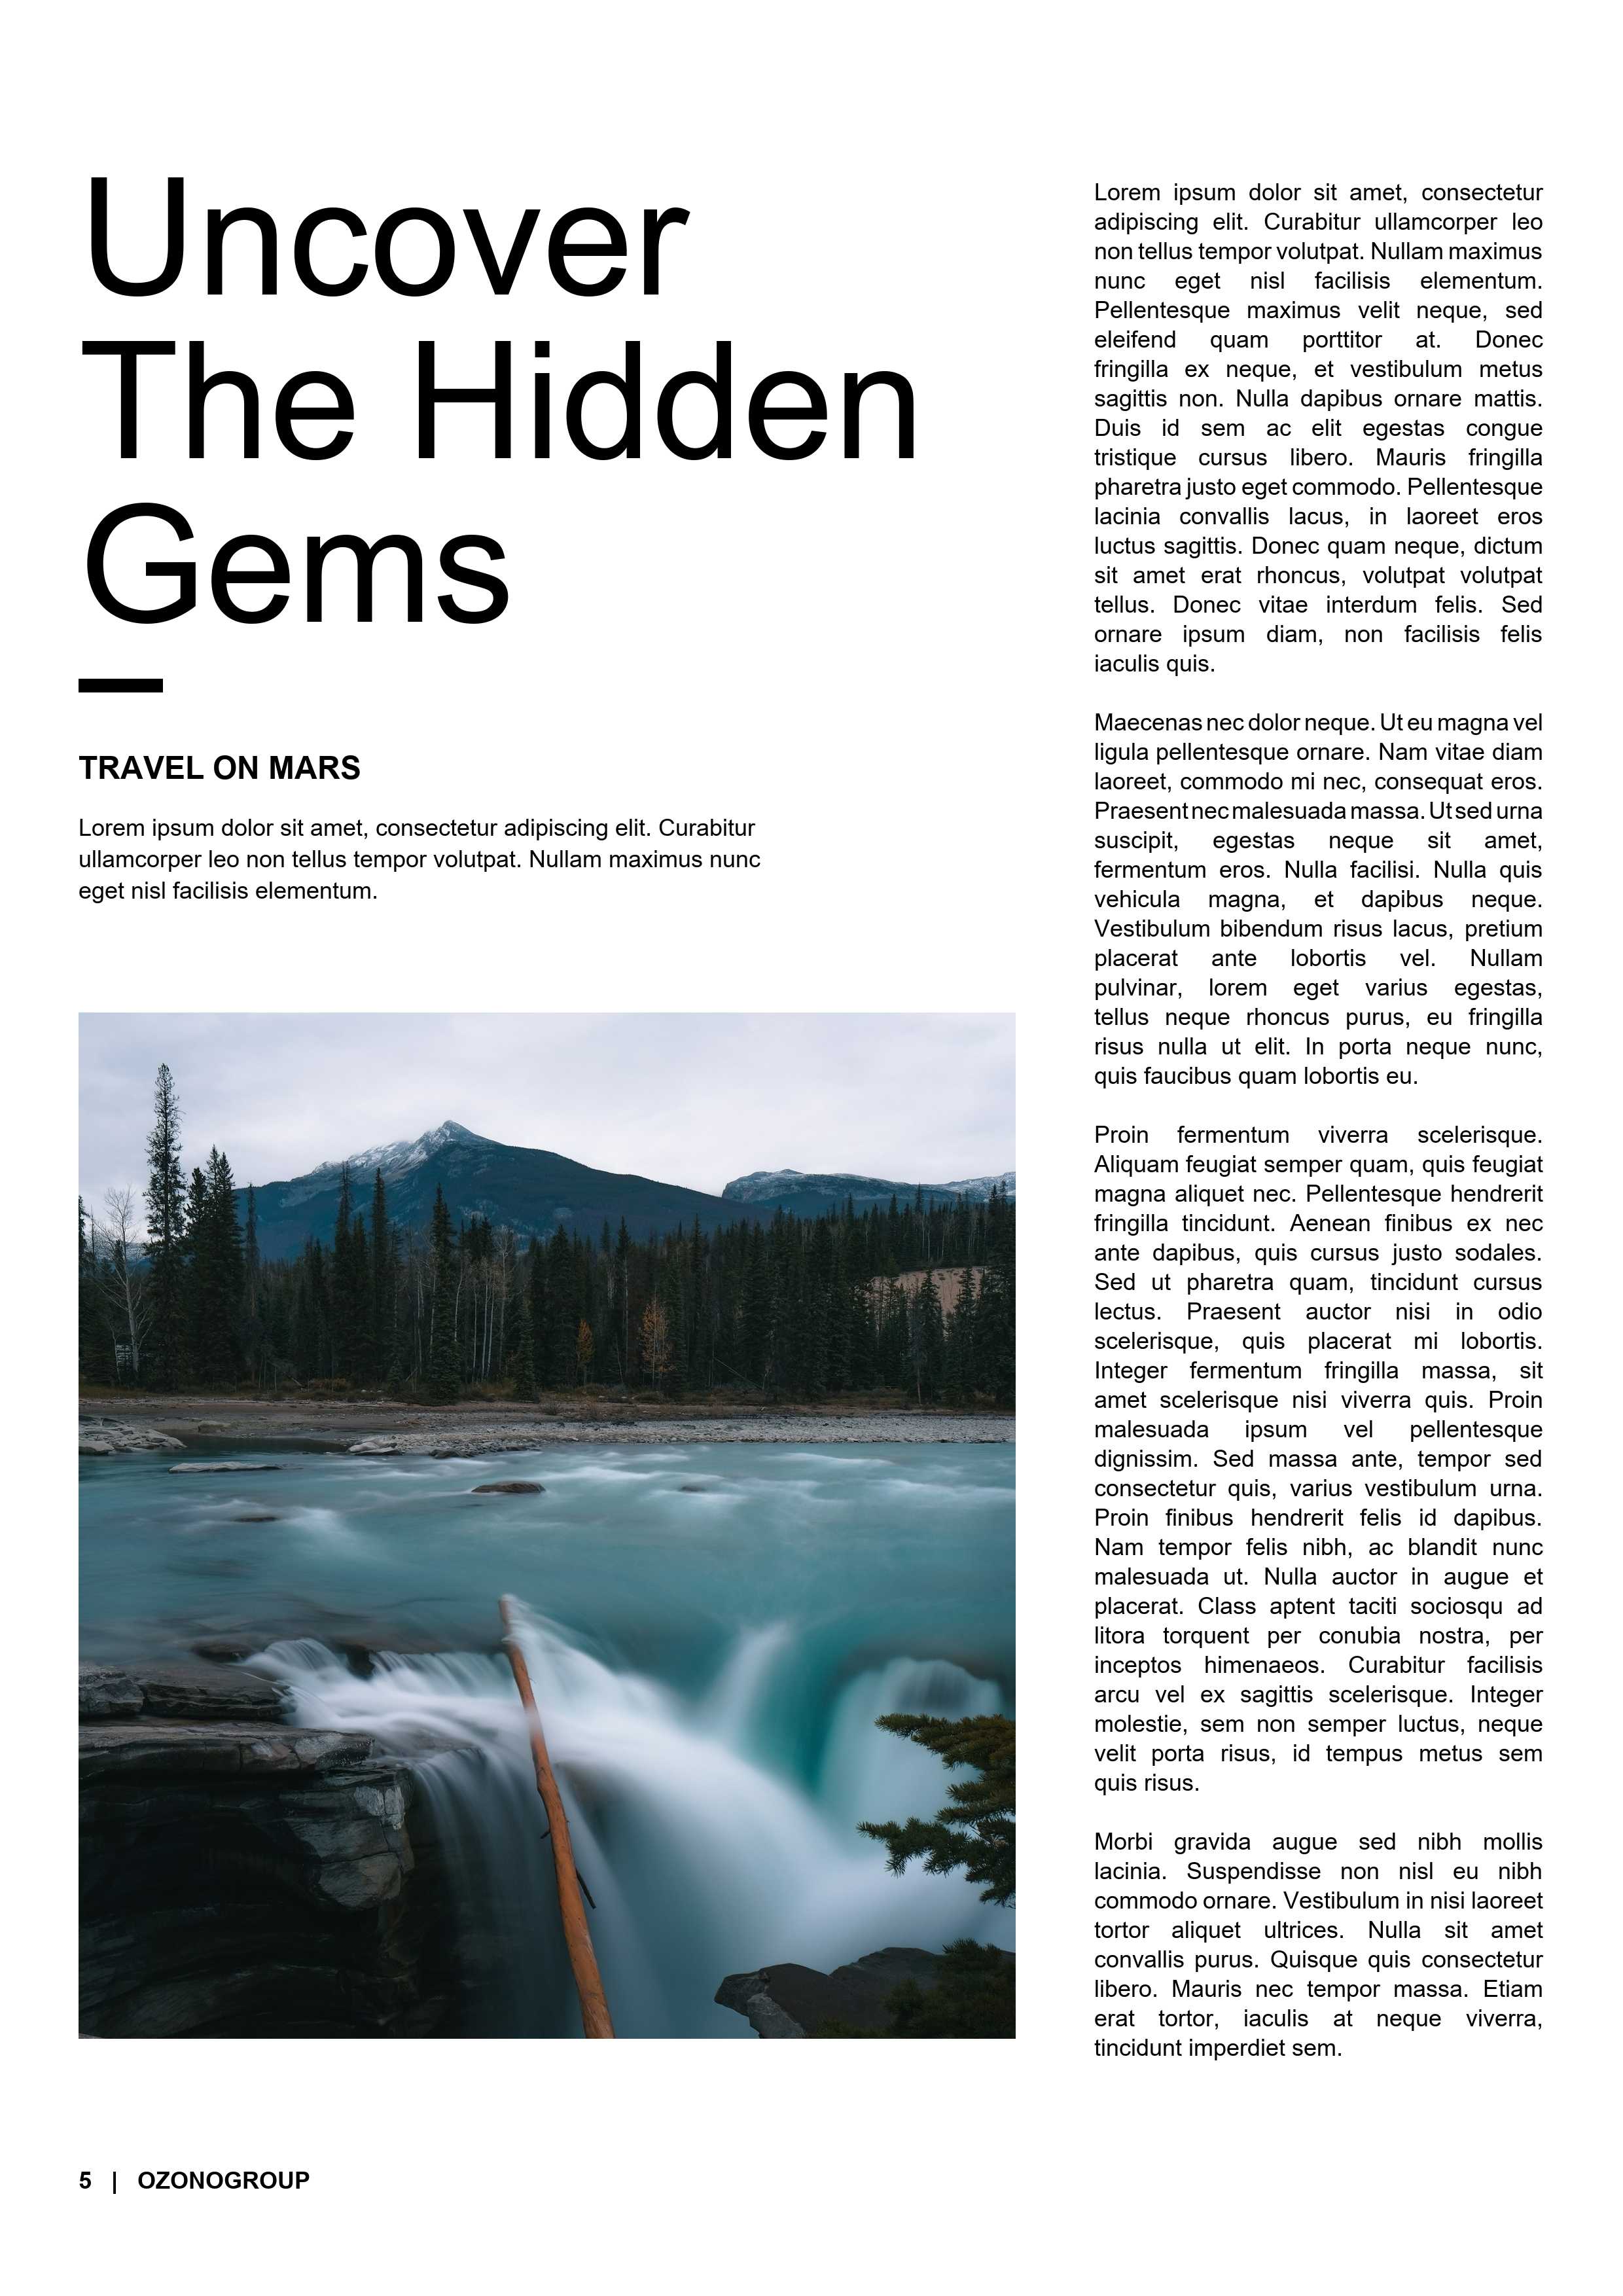 Uncover
The Hidden
Gems
TRAVEL ON MARS
Lorem ipsum dolor sit amet, consectetur adipiscing elit. Curabitur
ullamcorper leo non tellus tempor volutpat. Nullam maximus nunc
eget nisl facilisis elementum.
Lorem ipsum dolor sit amet, consectetur
adipiscing elit. Curabitur ullamcorper leo
non tellus tempor volutpat. Nullam maximus
nunc eget nisl facilisis elementum.
Pellentesque maximus velit neque, sed
eleifend quam porttitor at. Donec
fringilla ex neque, et vestibulum metus
sagittis non. Nulla dapibus ornare mattis.
Duis id sem ac elit egestas congue
tristique cursus libero. Mauris fringilla
pharetra justo eget commodo. Pellentesque
lacinia convallis lacus, in laoreet eros
luctus sagittis. Donec quam neque, dictum
sit amet erat rhoncus, volutpat volutpat
tellus. Donec vitae interdum felis. Sed
ornare ipsum diam, non facilisis felis
iaculis quis.
Maecenas nec dolor neque. Ut eu magna vel
ligula pellentesque ornare. Nam vitae diam
laoreet, commodo mi nec, consequat eros.
Praesent nec malesuada massa. Ut sed urna
suscipit, egestas neque sit amet,
fermentum eros. Nulla facilisi. Nulla quis
vehicula magna, et dapibus neque.
Vestibulum bibendum risus lacus, pretium
placerat ante lobortis vel. Nullam
pulvinar, lorem eget varius egestas,
tellus neque rhoncus purus, eu fringilla
risus nulla ut elit. In porta neque nunc,
quis faucibus quam lobortis eu.
Proin fermentum viverra scelerisque.
Aliquam feugiat semper quam, quis feugiat
magna aliquet nec. Pellentesque hendrerit
fringilla tincidunt. Aenean finibus ex nec
ante dapibus, quis cursus justo sodales.
Sed ut pharetra quam, tincidunt cursus
lectus. Praesent auctor nisi in odio
scelerisque, quis placerat mi lobortis.
Integer fermentum fringilla massa, sit
amet scelerisque nisi viverra quis. Proin
malesuada ipsum vel pellentesque
dignissim. Sed massa ante, tempor sed
consectetur quis, varius vestibulum urna.
Proin finibus hendrerit felis id dapibus.
Nam tempor felis nibh, ac blandit nunc
malesuada ut. Nulla auctor in augue et
placerat. Class aptent taciti sociosqu ad
litora torquent per conubia nostra, per
inceptos himenaeos. Curabitur facilisis
arcu vel ex sagittis scelerisque. Integer
molestie, sem non semper luctus, neque
velit porta risus, id tempus metus sem
quis risus.
Morbi gravida augue sed nibh mollis
lacinia. Suspendisse non nisl eu nibh
commodo ornare. Vestibulum in nisi laoreet
tortor aliquet ultrices. Nulla sit amet
convallis purus. Quisque quis consectetur
libero. Mauris nec tempor massa. Etiam
erat tortor, iaculis at neque viverra,
tincidunt imperdiet sem.
5 | OZONOGROUP